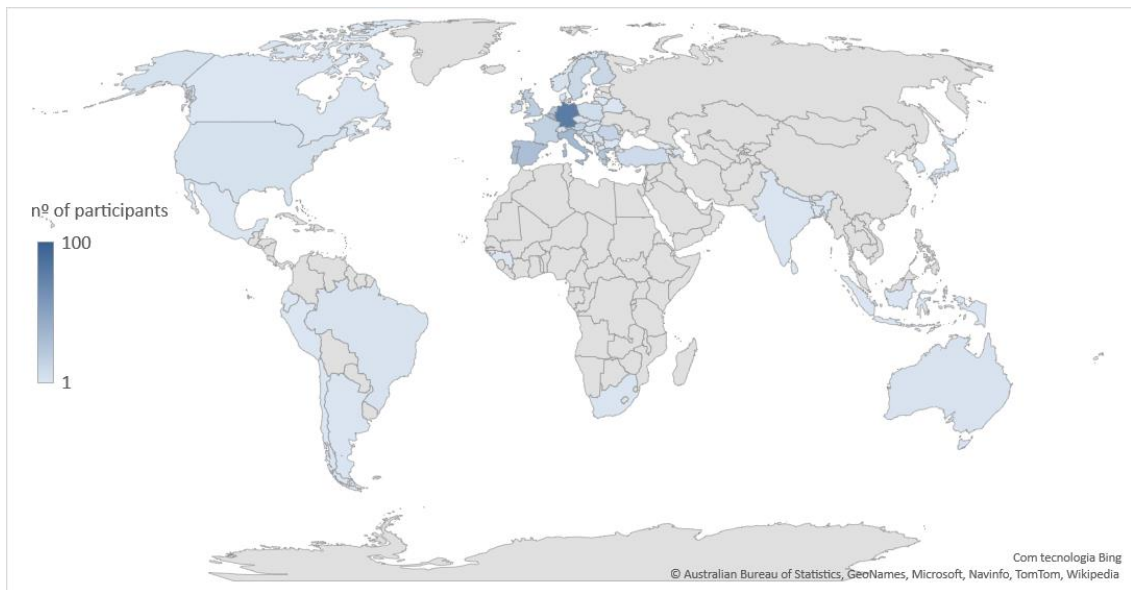 nº of participants
100
1
Com tecnologia Bing
© Australian Bureau of Statistics, GeoNames, Microsoft, Navinfo, TomTom, Wikipedia